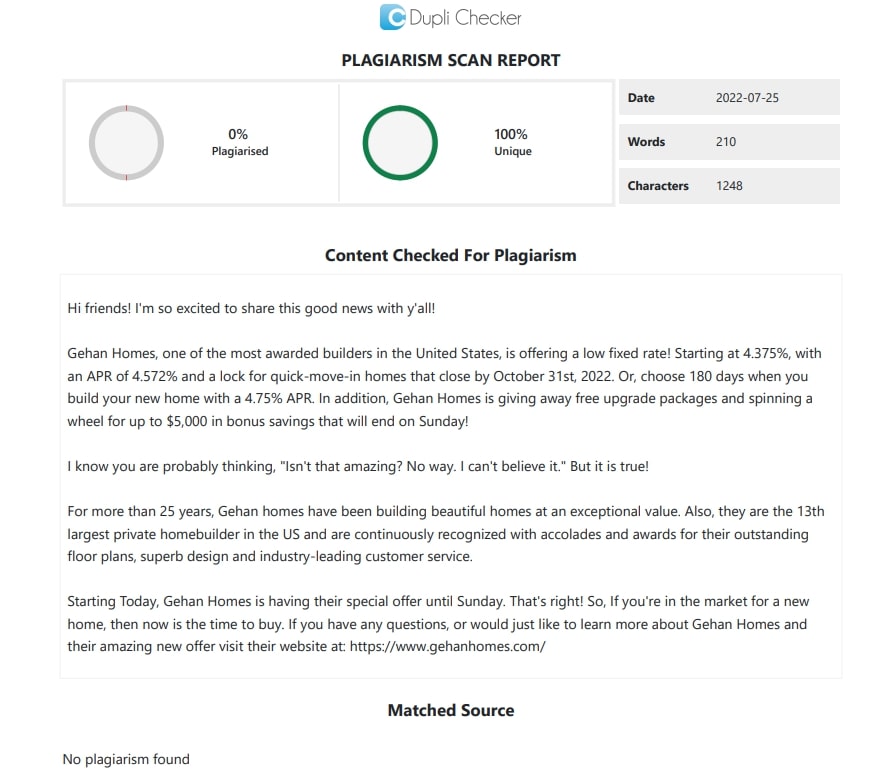 Dupli Checker
PLAGIARISM SCAN REPORT
0%
Plagiarised
100%
Unique
Date 2022-07-25
Words 210
Characters 1248
Content Checked For Plagiarism
Hi friends! I'm so excited to share this good news with y'all!
Gehan Homes, one of the most awarded builders in the United States, is offering a low fixed rate! Starting at 4.375%, with
an APR of 4.572% and a lock for quick-move-in homes that close by October 31st, 2022. Or, choose 180 days when you
build your new home with a 4.75% APR. In addition, Gehan Homes is giving away free upgrade packages and spinning a
wheel for up to $5,000 in bonus savings that will end on Sunday!
I know you are probably thinking, "Isn't that amazing? No way. I can't believe it." But it is true!
For more than 25 years, Gehan homes have been building beautiful homes at an exceptional value. Also, they are the 13th
largest private homebuilder in the US and are continuously recognized with accolades and awards for their outstanding
floor plans, superb design and industry-leading customer service.
Starting Today, Gehan Homes is having their special offer until Sunday. That's right! So, If you're in the market for a new
home, then now is the time to buy. If you have any questions, or would just like to learn more about Gehan Homes and
their amazing new offer visit their website at: https://www.gehanhomes.com/
Matched Source
No plagiarism found